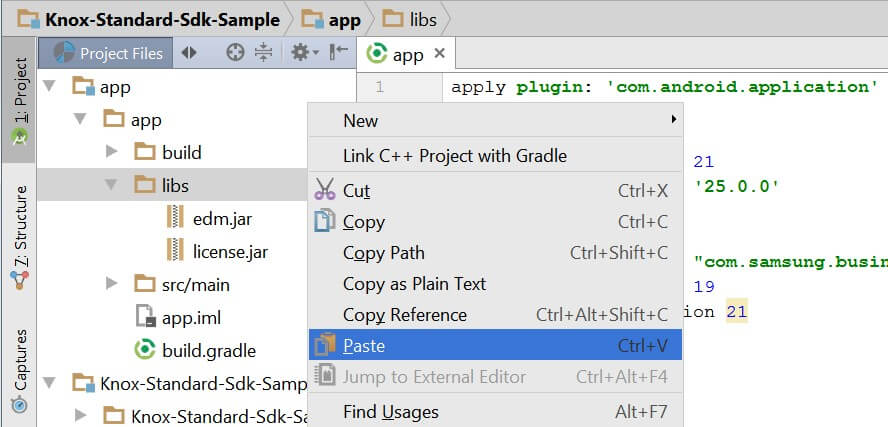 Knox-Standard-Sdk-Sample app libs
Project Files
app
1: Project
7: Structure
Captures
app
app
build
libs
edm.jar
license.jar
src/main
app.iml
build.gradle
Knox-Standard-Sdk-Samp
Knox-Standard-Sdk-Sa
1 apply plugin: 'com.android.application'
21
'25.0.0'
"com.samsung.busin
19
ion 21
New
Link C++ Project with Gradle
Cut Ctrl+X
Copy Ctrl+C
Copy Path Ctrl+Shift+C
Copy as Plain Text
Copy Reference Ctrl+Alt+Shift+C
Paste Ctrl+V
Jump to External Editor Ctrl+Alt+F4
Find Usages Alt+F7